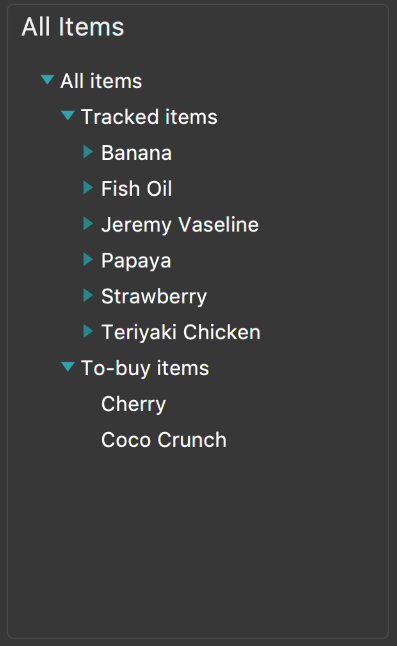 All Items
All items
Tracked items
Banana
Fish Oil
Jeremy Vaseline
Papaya
Strawberry
Teriyaki Chicken
To-buy items
Cherry
Coco Crunch